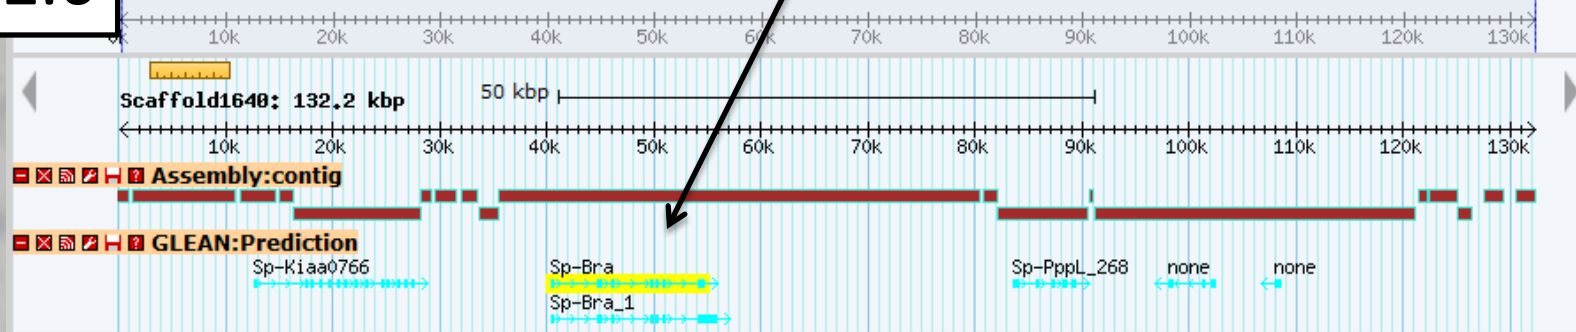 10k 20k 30k 40k 50k 60k 70k 80k 90k 100k 110k 120k 130k
50 kbp
Scaffold1640: 132.2 kbp
10k 20k 30k 40k 50k 60k 70k 80k 90k 100k 110k 120k 130k
Assembly:contig
GLEAN:Prediction
Sp-Kiaa0766 Sp-Bra Sp-PppL_268 none none
Sp-Bra_1